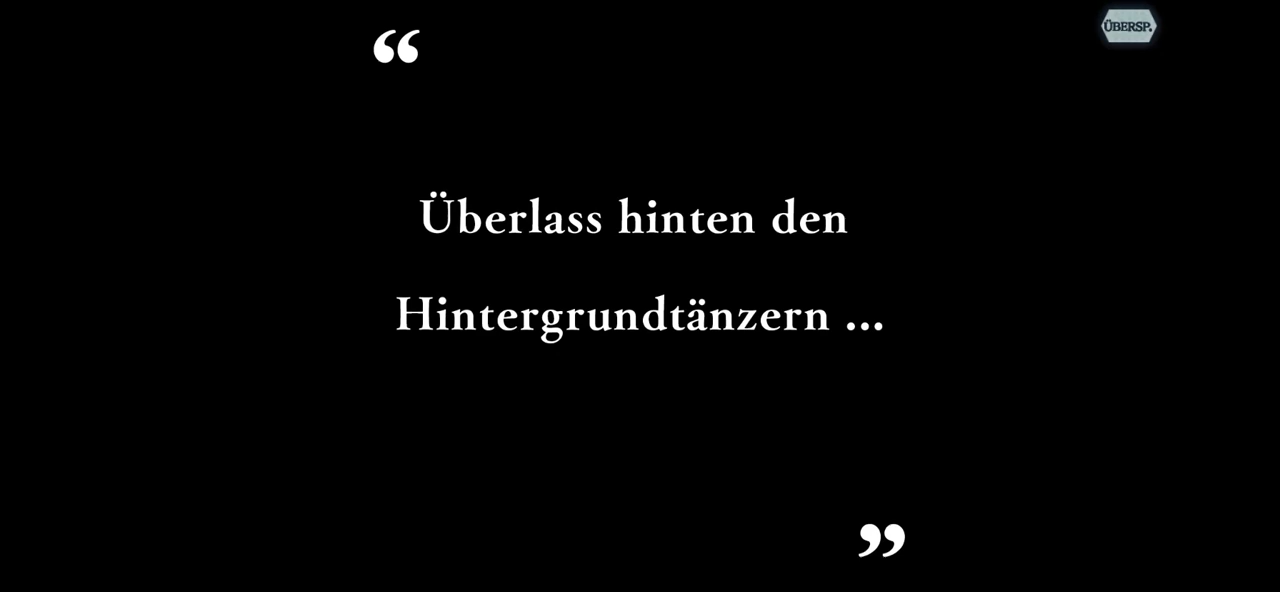 ÜBERSP.
“
Überlass hinten den
Hintergrundtänzern ...
”